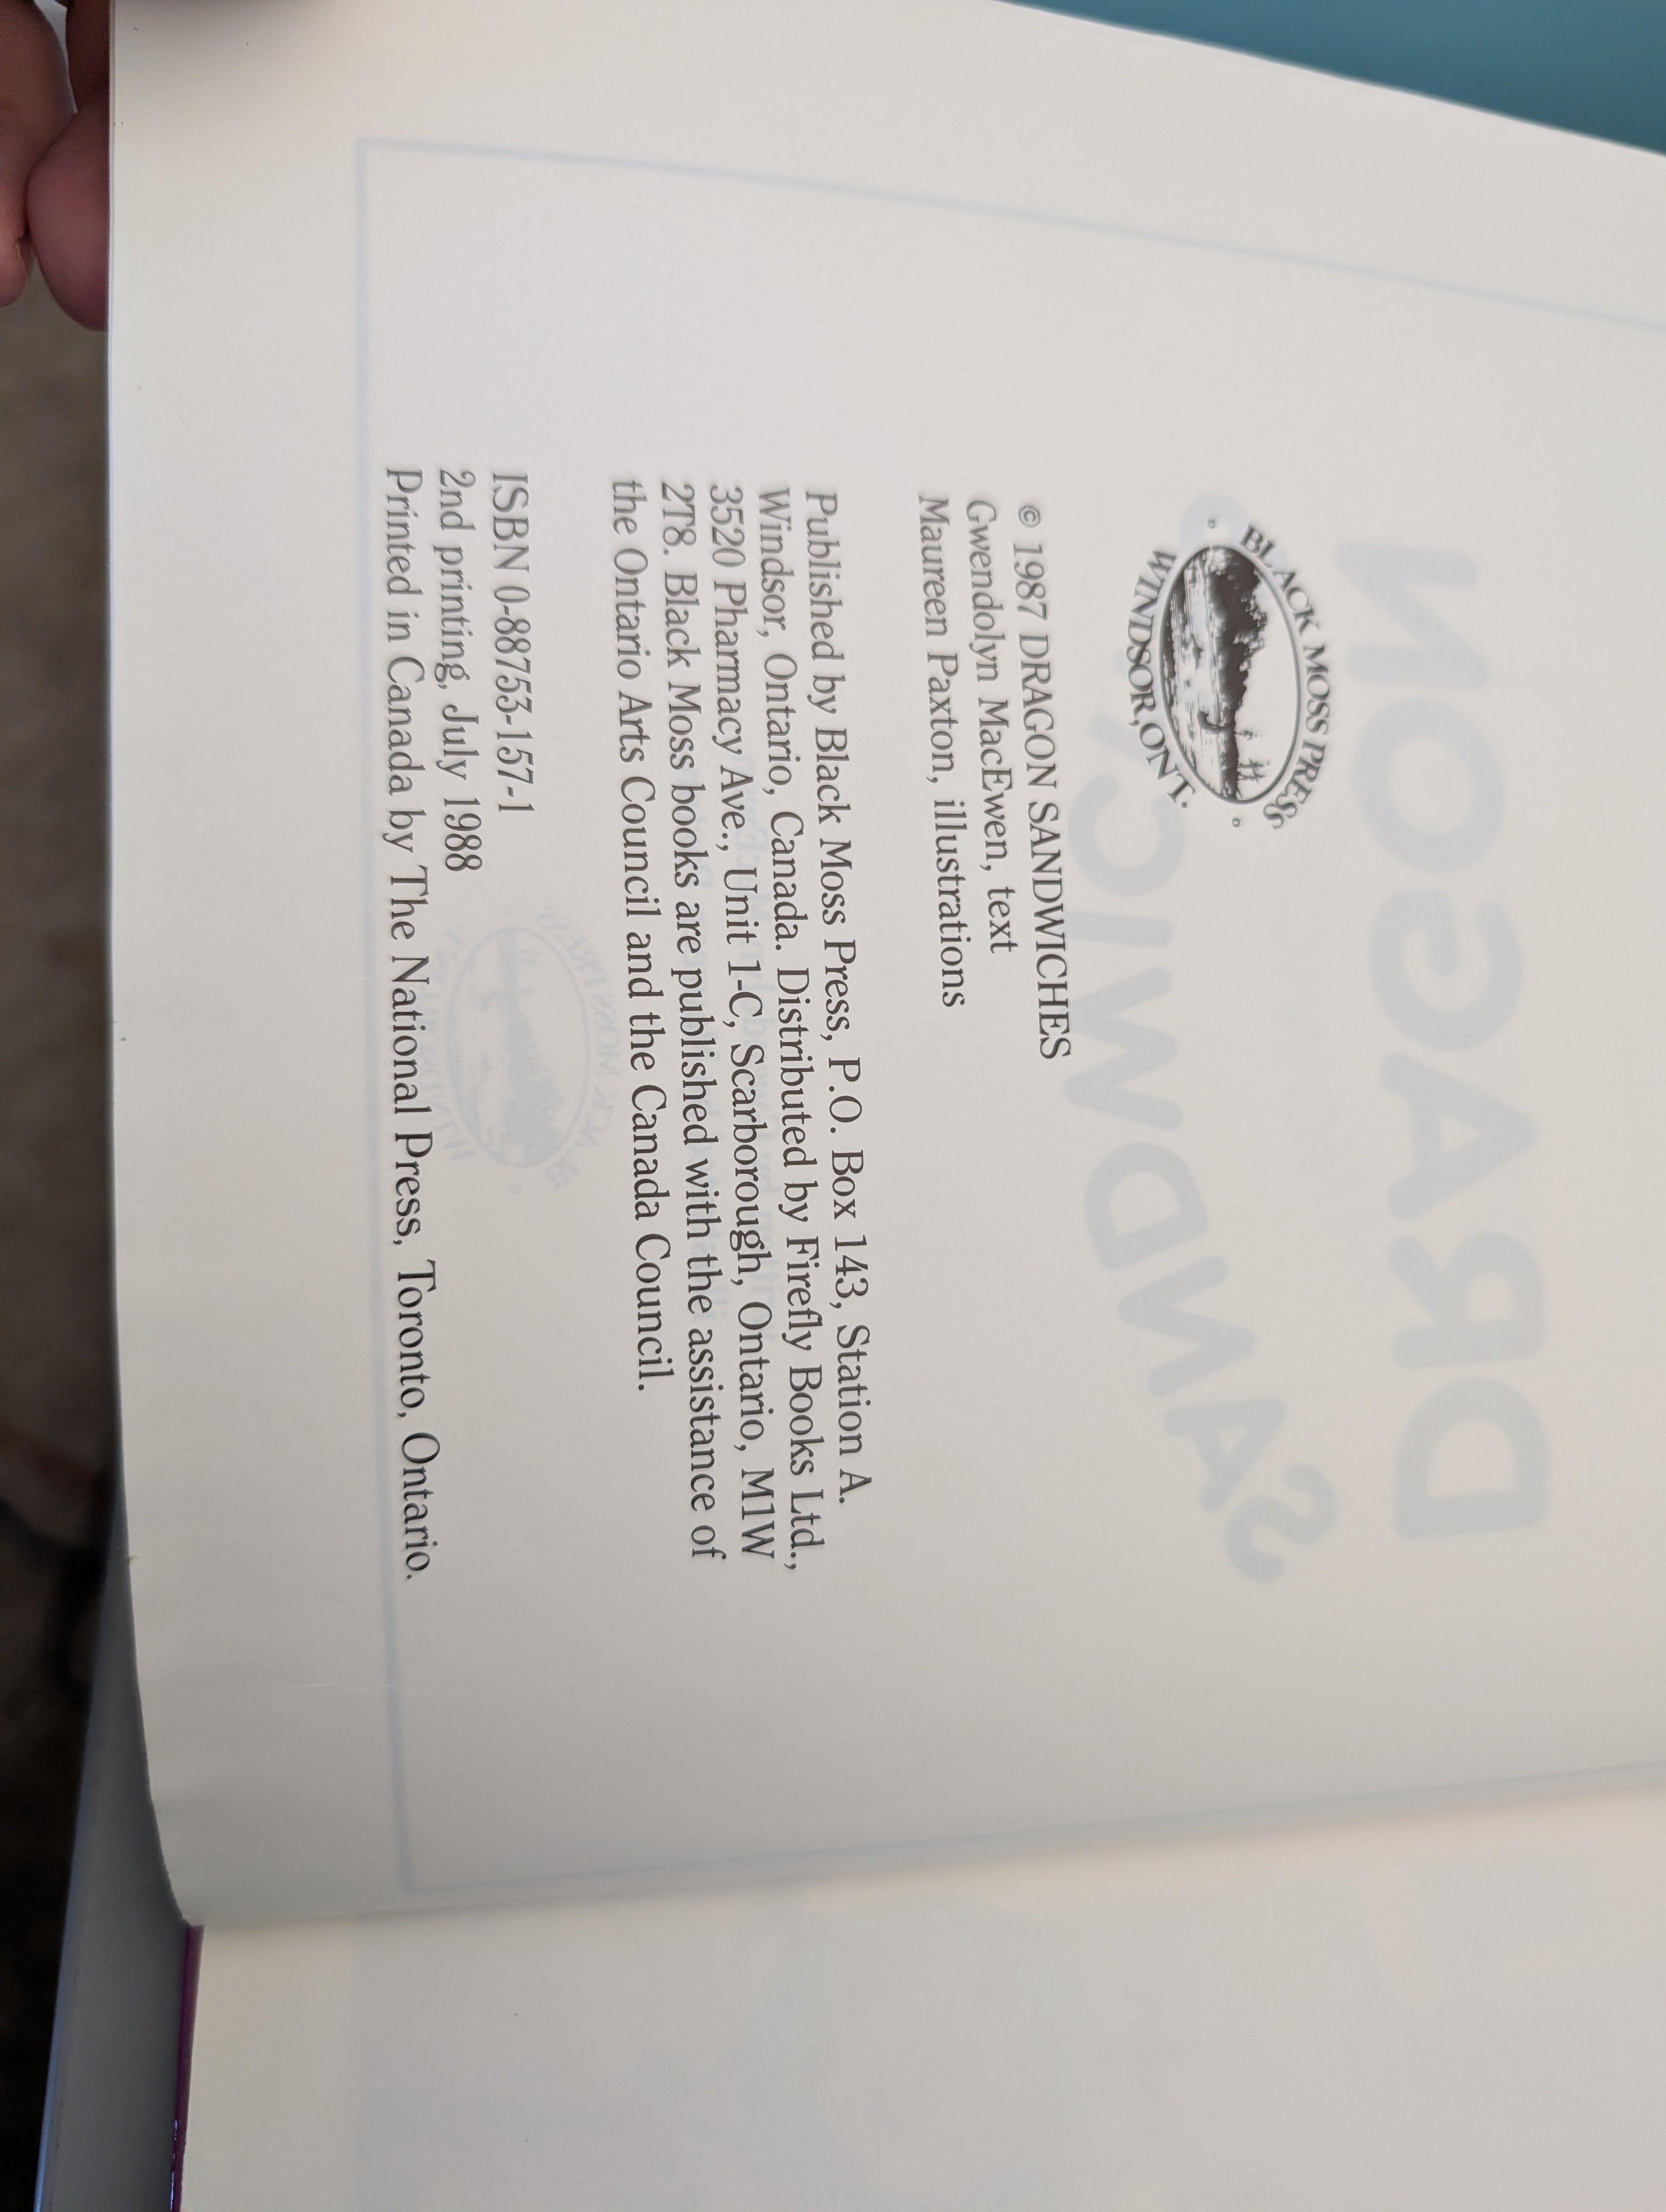 BLACK MOSS PRESS
WINDSOR, ONT.
© 1987 DRAGON SANDWICHES
Gwendolyn MacEwen, text
Maureen Paxton, illustrations
Published by Black Moss Press, P.O. Box 143, Station A.
Windsor, Ontario, Canada. Distributed by Firefly Books Ltd.,
3520 Pharmacy Ave., Unit 1-C, Scarborough, Ontario, M1W
2T8. Black Moss books are published with the assistance of
the Ontario Arts Council and the Canada Council.
ISBN 0-88753-157-1
2nd printing, July 1988
Printed in Canada by The National Press, Toronto, Ontario.